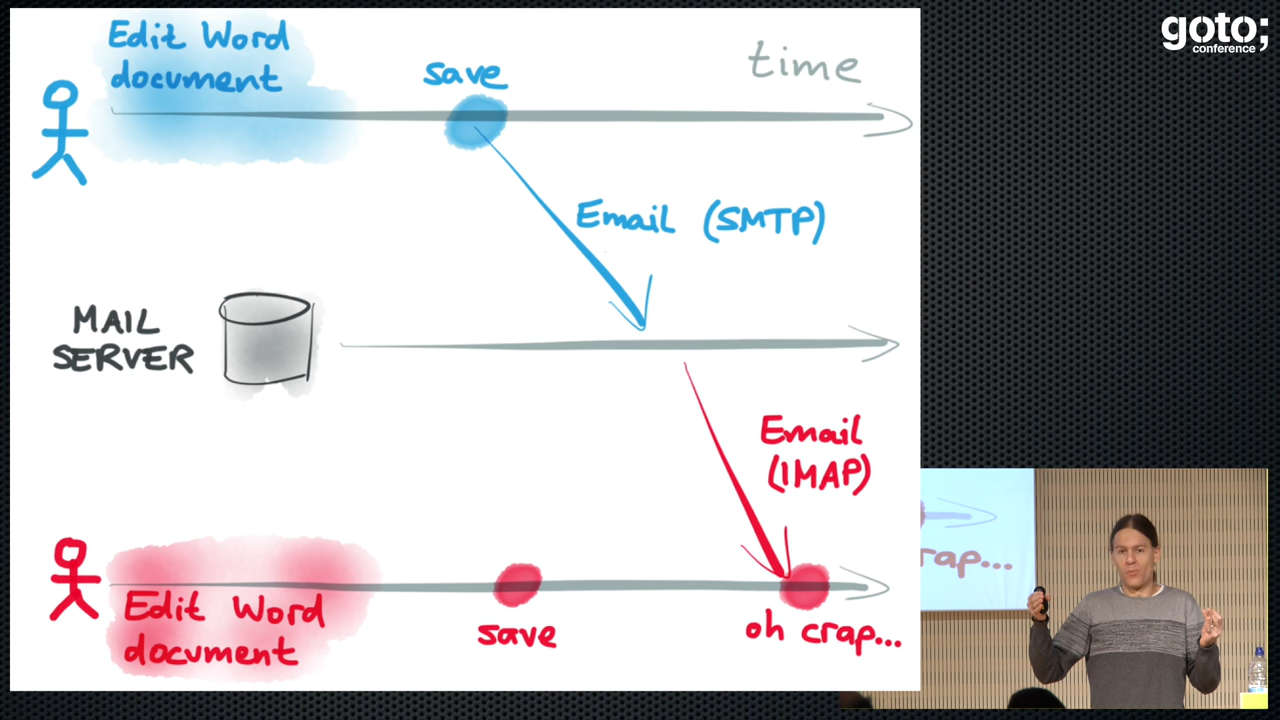 goto;
conference
Edit Word
document
save
time
Email (SMTP)
MAIL
SERVER
Email
(IMAP)
Edit Word
document
save
oh crap...
rap...